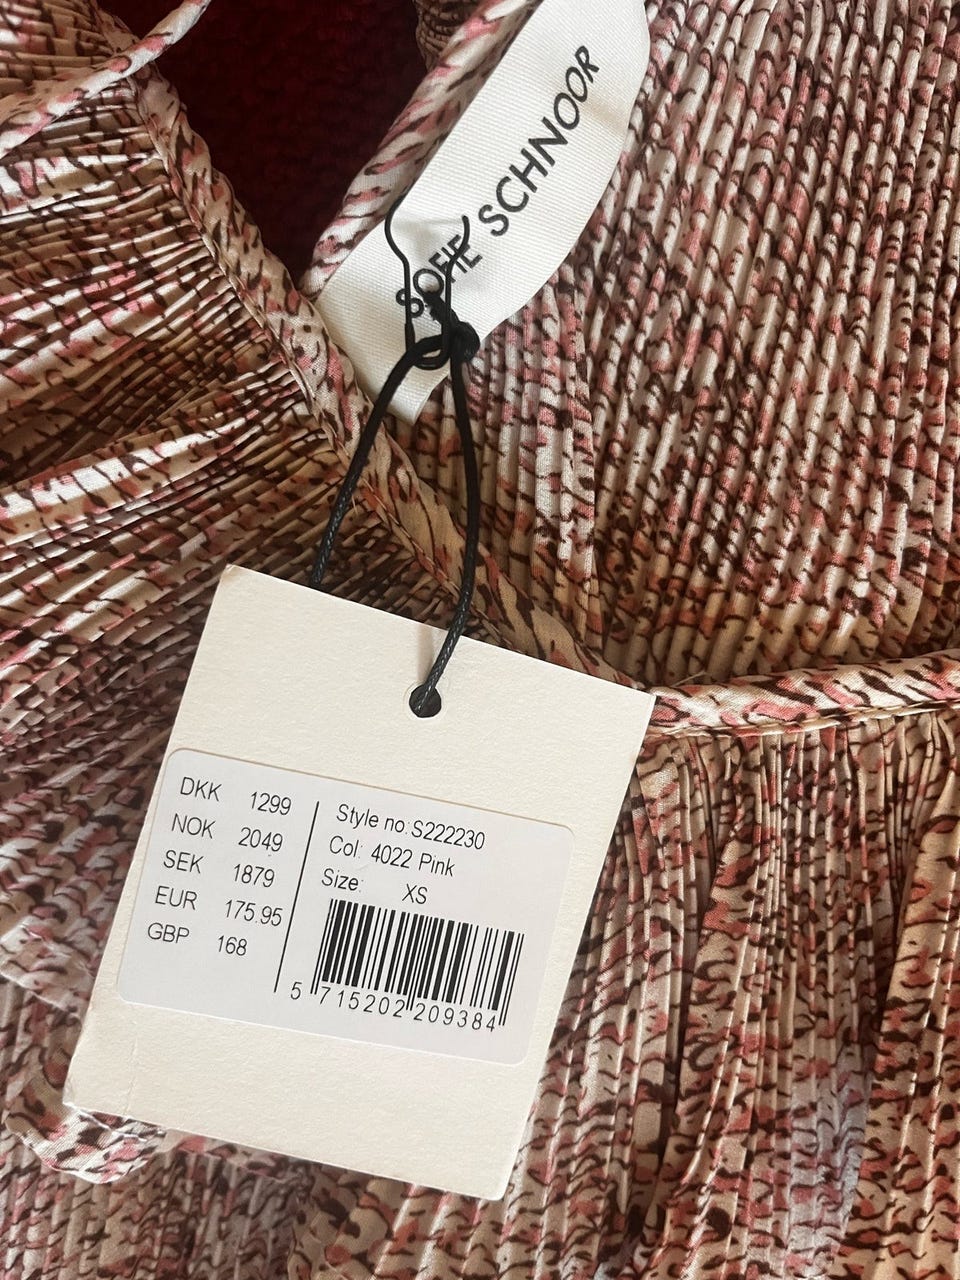 SOFIE SCHNOOR
DKK 1299
NOK 2049
SEK 1879
EUR 175.95
GBP 168
Style no:S222230
Col: 4022 Pink
Size: XS
5 715202 209384